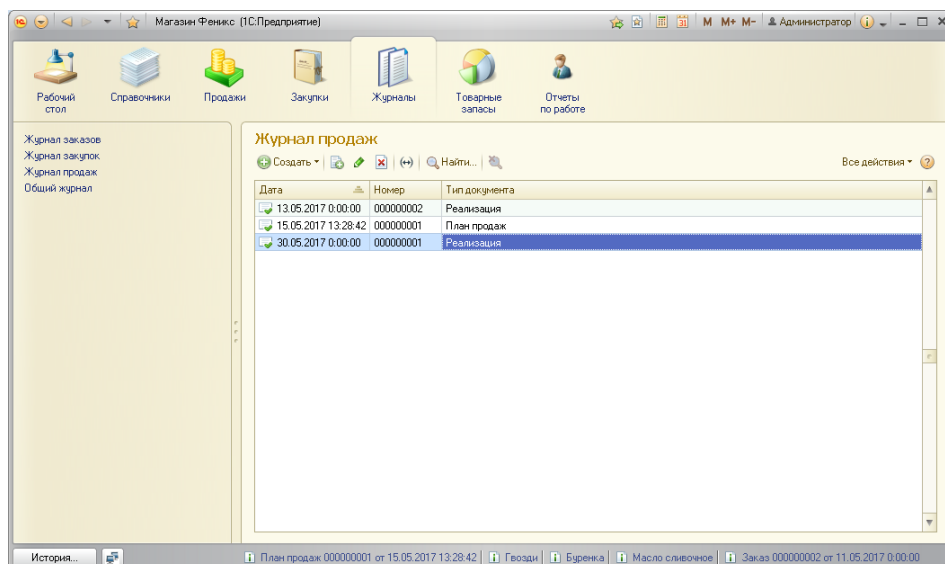 Магазин Феникс (1С:Предприятие)
M M+ M- Администратор
Рабочий стол
Справочники
Продажи
Закупки
Журналы
Товарные запасы
Отчеты по работе
Журнал заказов
Журнал закупок
Журнал продаж
Общий журнал
Журнал продаж
Создать Найти... Все действия
Дата Номер Тип документа
13.05.2017 0:00:00 000000002 Реализация
15.05.2017 13:28:42 000000001 План продаж
30.05.2017 0:00:00 000000001 Реализация
История... План продаж 000000001 от 15.05.2017 13:28:42 Гвозди Буренка Масло сливочное Заказ 000000002 от 11.05.2017 0:00:00